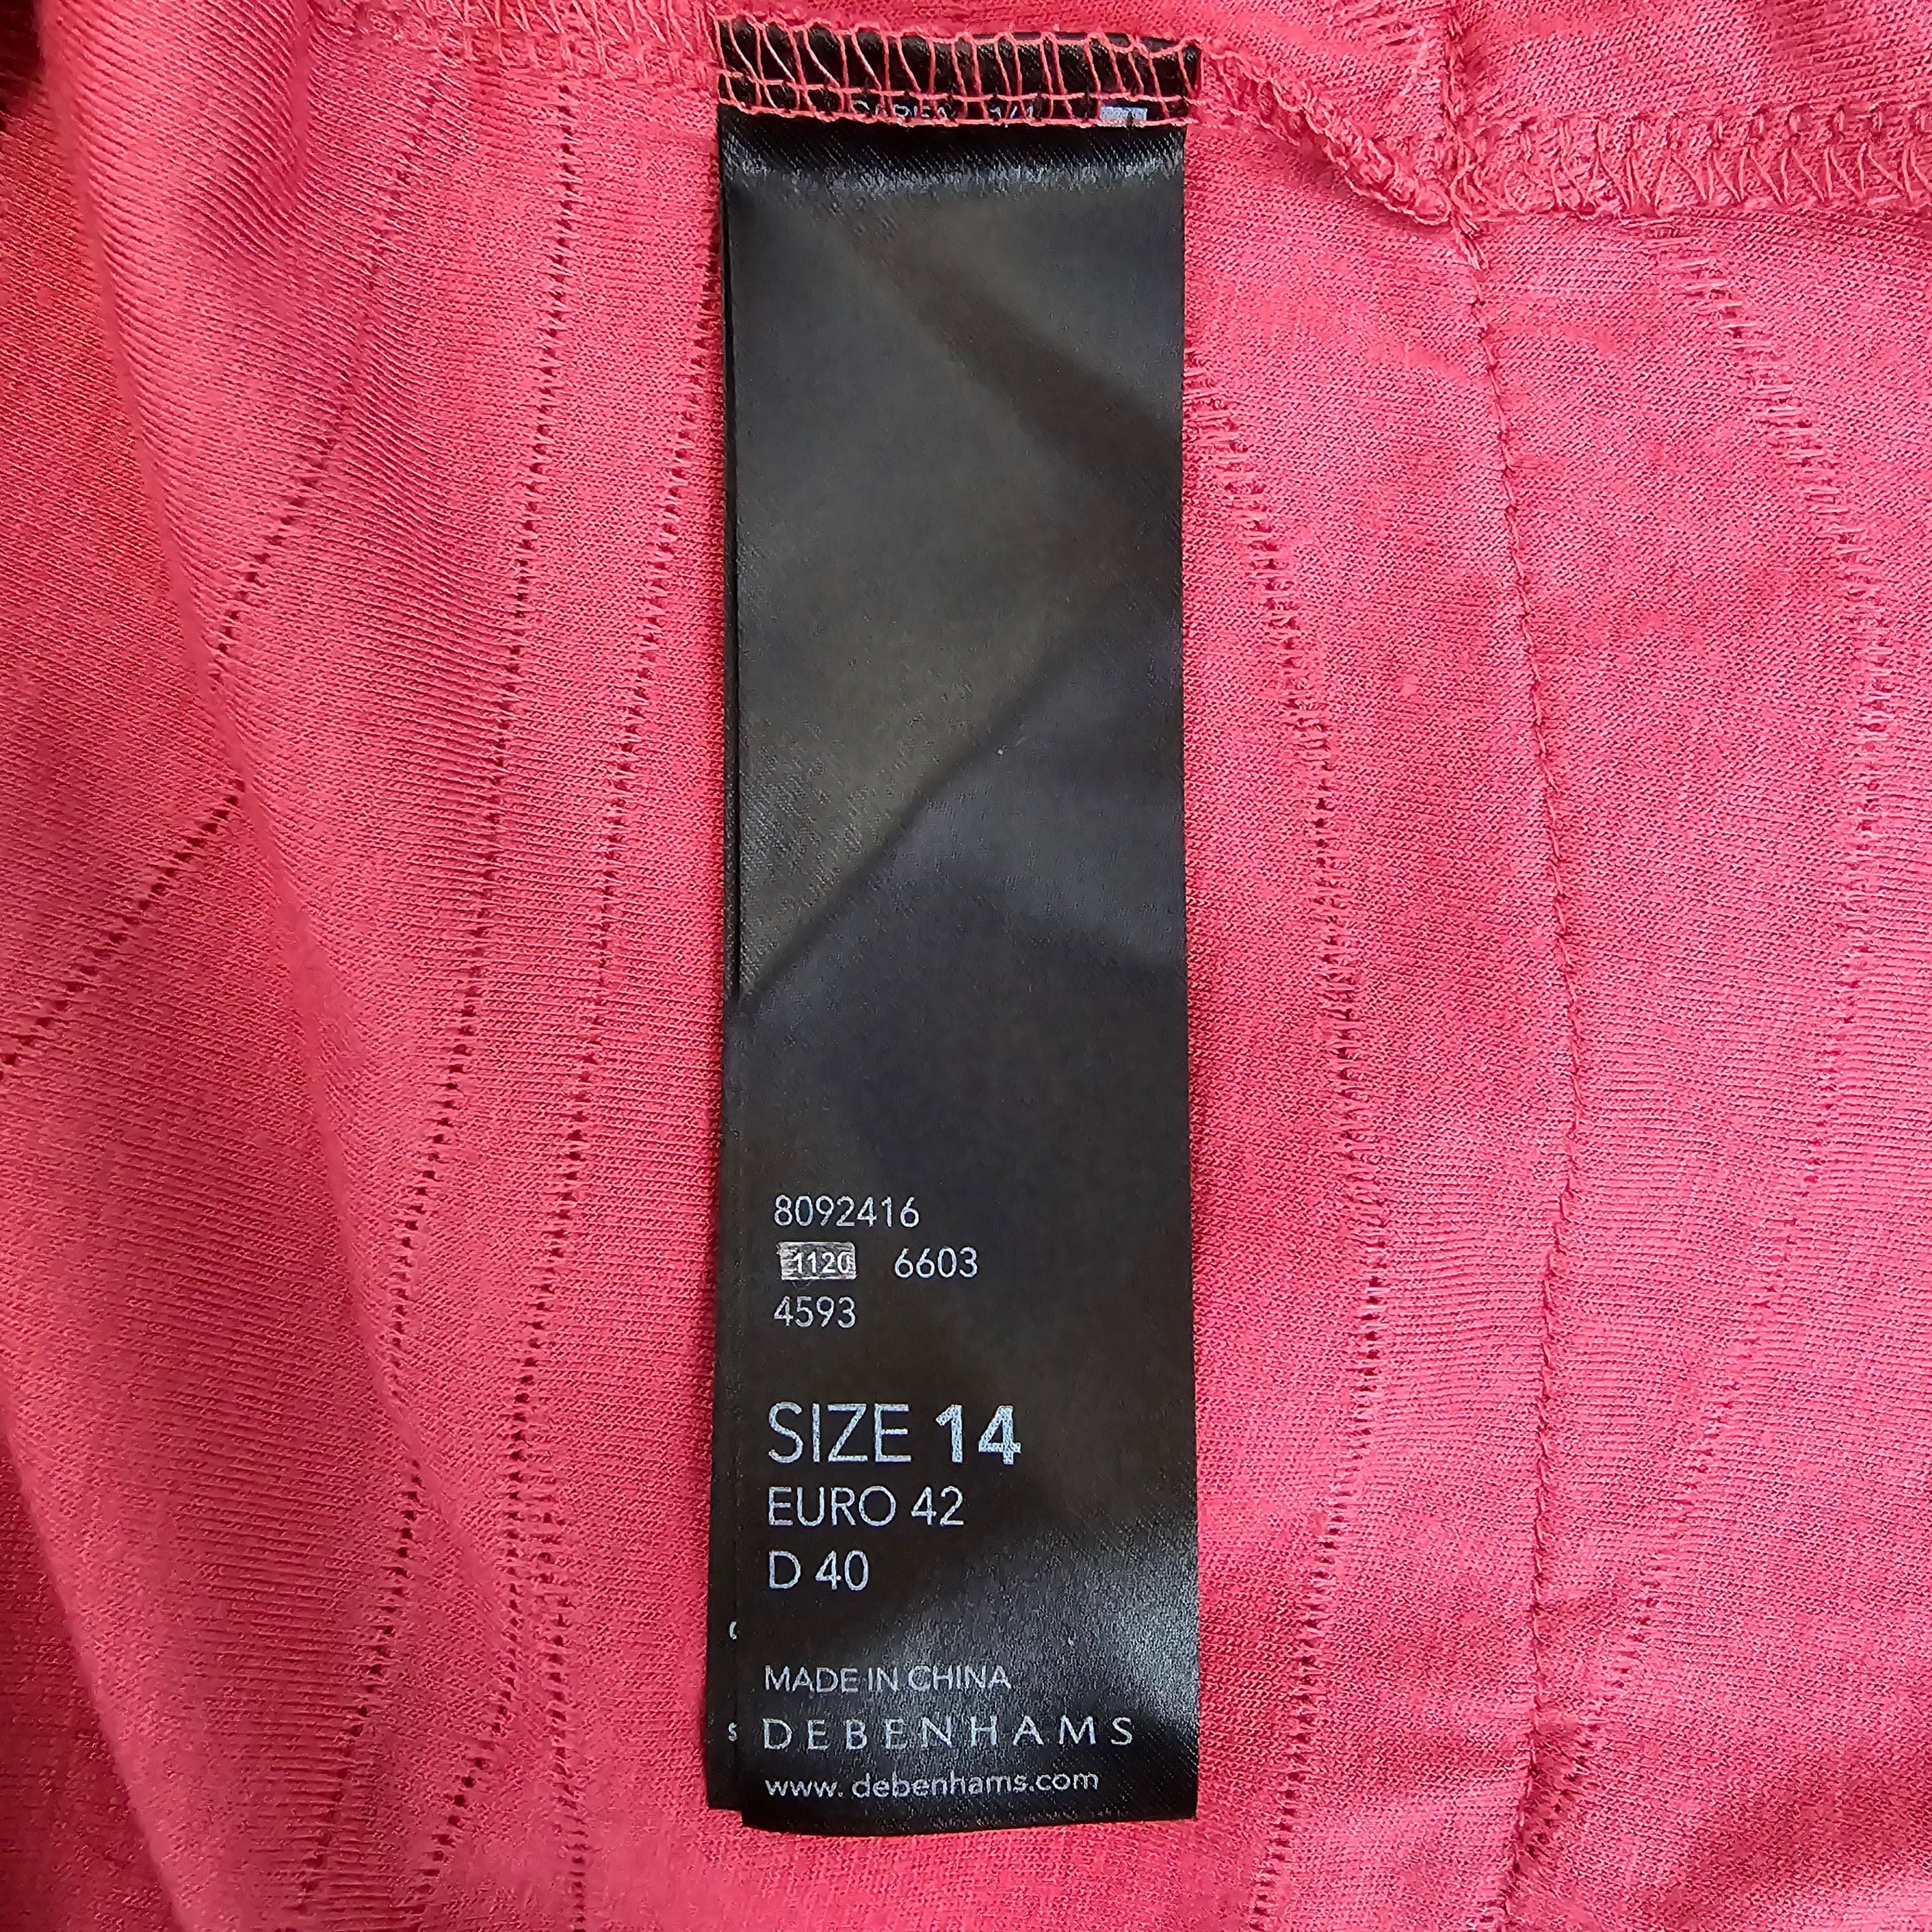 8092416
1120 6603
4593
SIZE 14
EURO 42
D 40
MADE IN CHINA
DEBENHAMS
www. debenhams.com